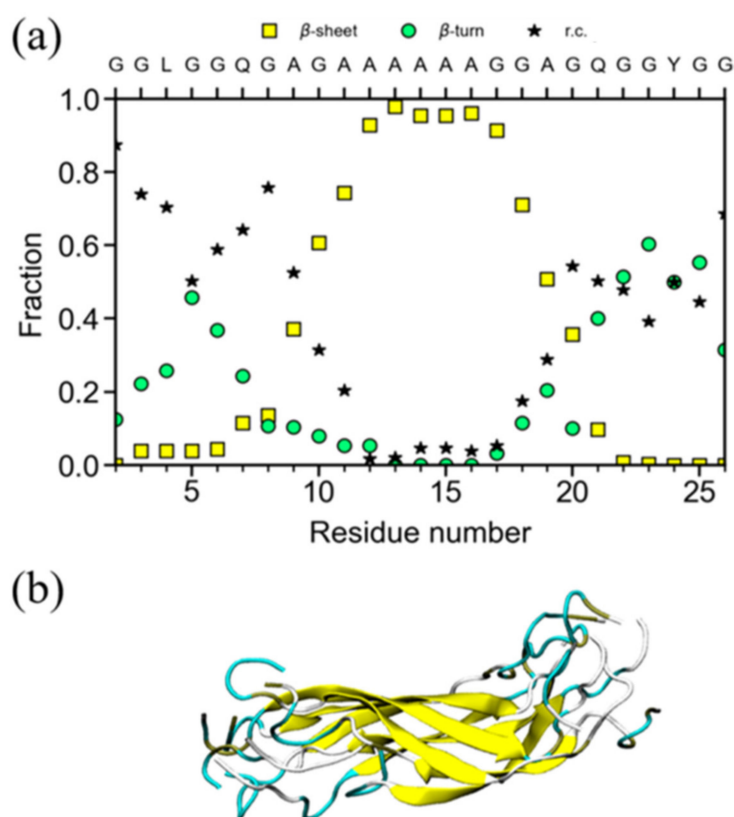 (a)
β-sheet β-turn r.c.
G G L G G Q G A G A A A A A A G G A G Q G G Y G G
1.0
0.8
0.6
0.4
0.2
0.0
Fraction
5 10 15 20 25
Residue number
(b)